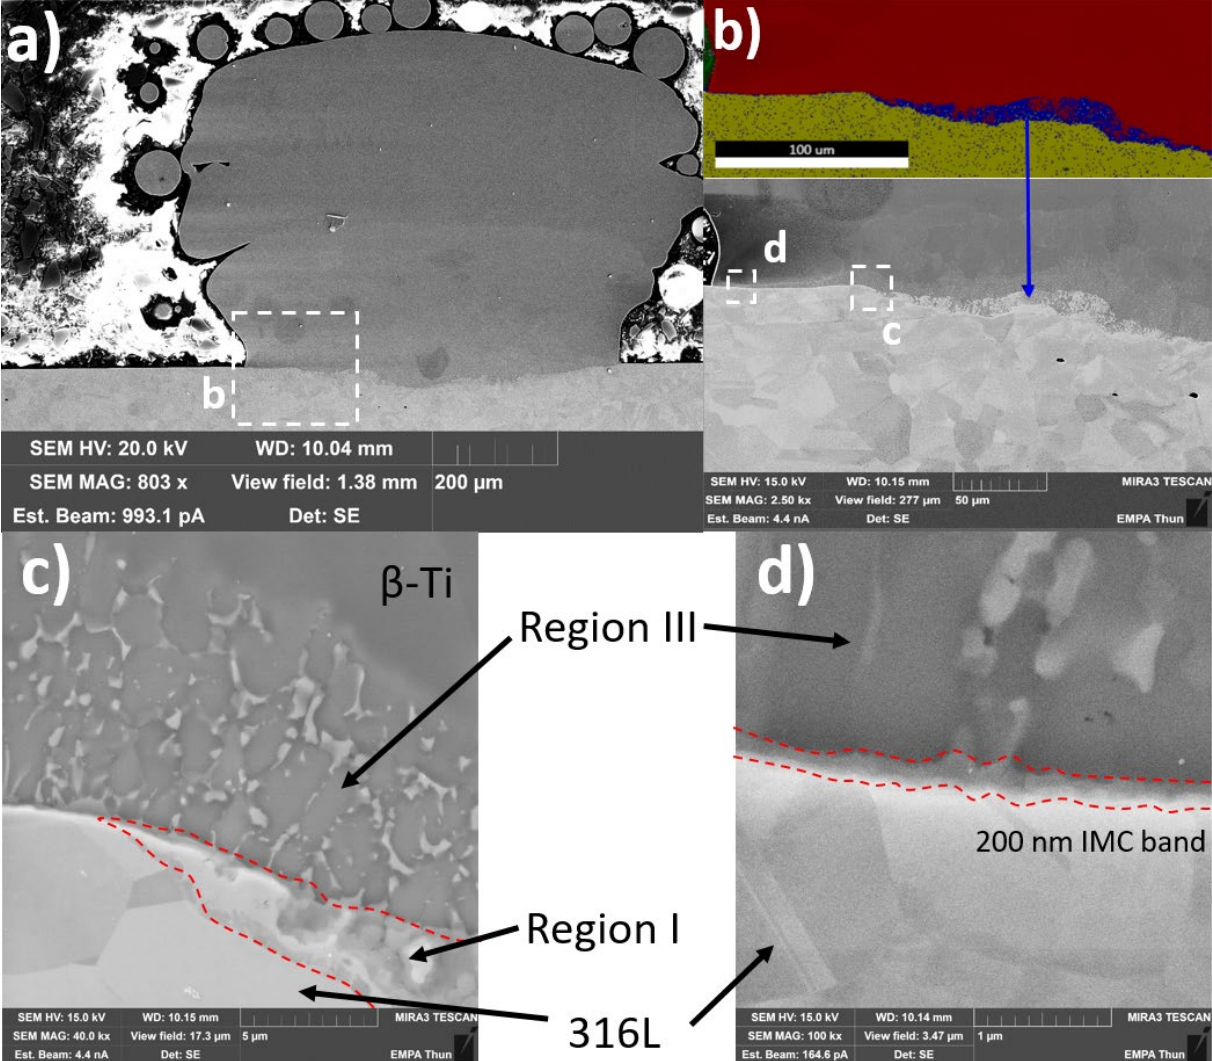 a)
b
SEM HV: 20.0 kV WD: 10.04 mm
SEM MAG: 803 x View field: 1.38 mm 200 µm
Est. Beam: 993.1 pA Det: SE
b)
100 um
d
c
SEM HV: 15.0 kV WD: 10.15 mm MIRA3 TESCAN
SEM MAG: 2.50 kx View field: 277 µm 50 µm
Est. Beam: 4.4 nA Det: SE EMPA Thun
c)
β-Ti
Region III
Region I
316L
SEM HV: 15.0 kV WD: 10.15 mm MIRA3 TESCAN
SEM MAG: 40.0 kx View field: 17.3 µm 5 µm
Est. Beam: 4.4 nA Det: SE EMPA Thun
d)
200 nm IMC band
SEM HV: 15.0 kV WD: 10.14 mm MIRA3 TESCAN
SEM MAG: 100 kx View field: 3.47 µm 1 µm
Est. Beam: 164.6 pA Det: SE EMPA Thun